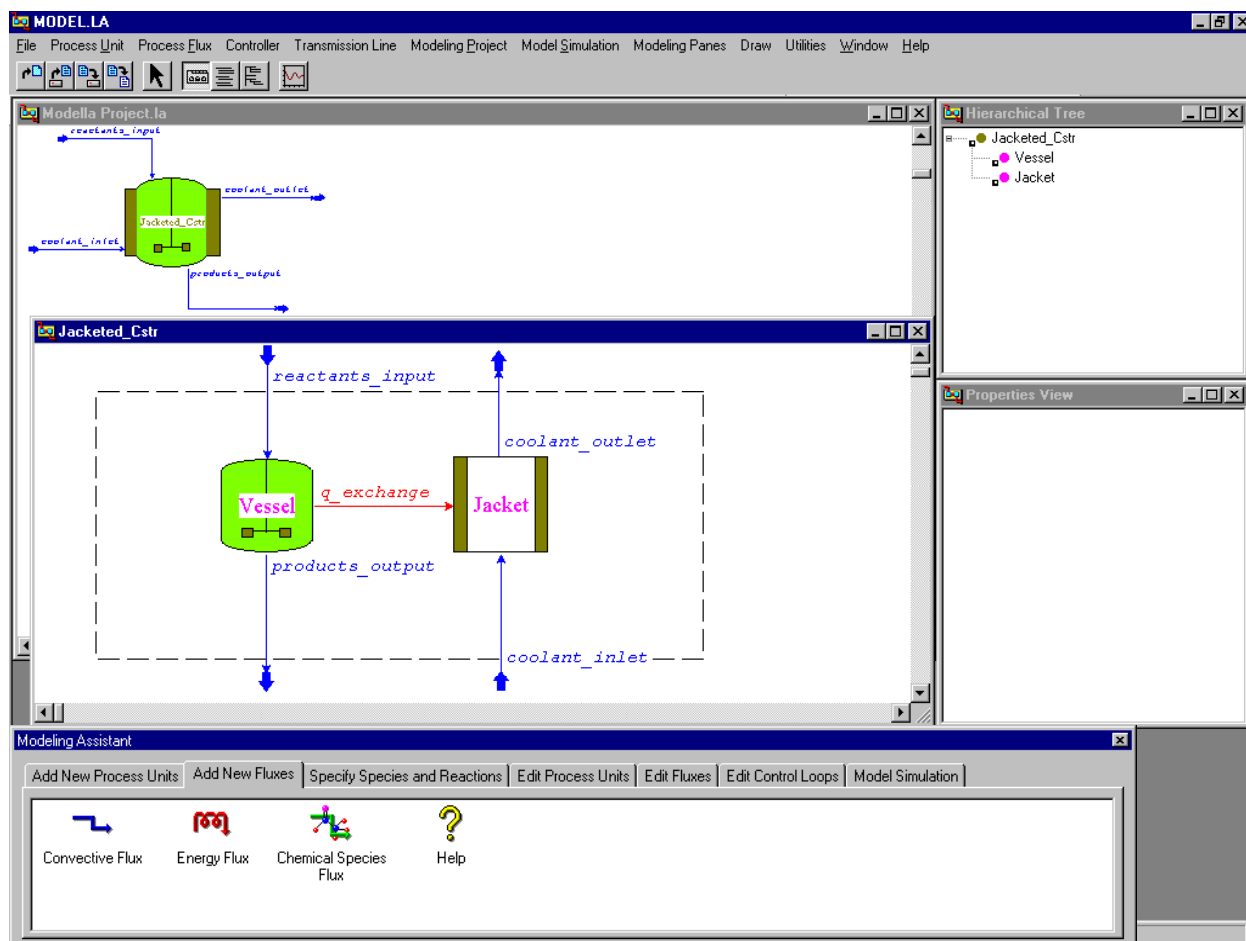 MODEL.LA
File Process Unit Process Flux Controller Transmission Line Modeling Project Model Simulation Modeling Panes Draw Utilities Window Help
Modella Project.la
reactants_input
coolant_outlet
Jacketed_Cstr
coolant_inlet
products_output
Jacketed_Cstr
reactants_input
coolant_outlet
q_exchange
Vessel
Jacket
products_output
coolant_inlet
Hierarchical Tree
Jacketed_Cstr
Vessel
Jacket
Properties View
Modeling Assistant
Add New Process Units Add New Fluxes Specify Species and Reactions Edit Process Units Edit Fluxes Edit Control Loops Model Simulation
Convective Flux Energy Flux Chemical Species Help
Flux